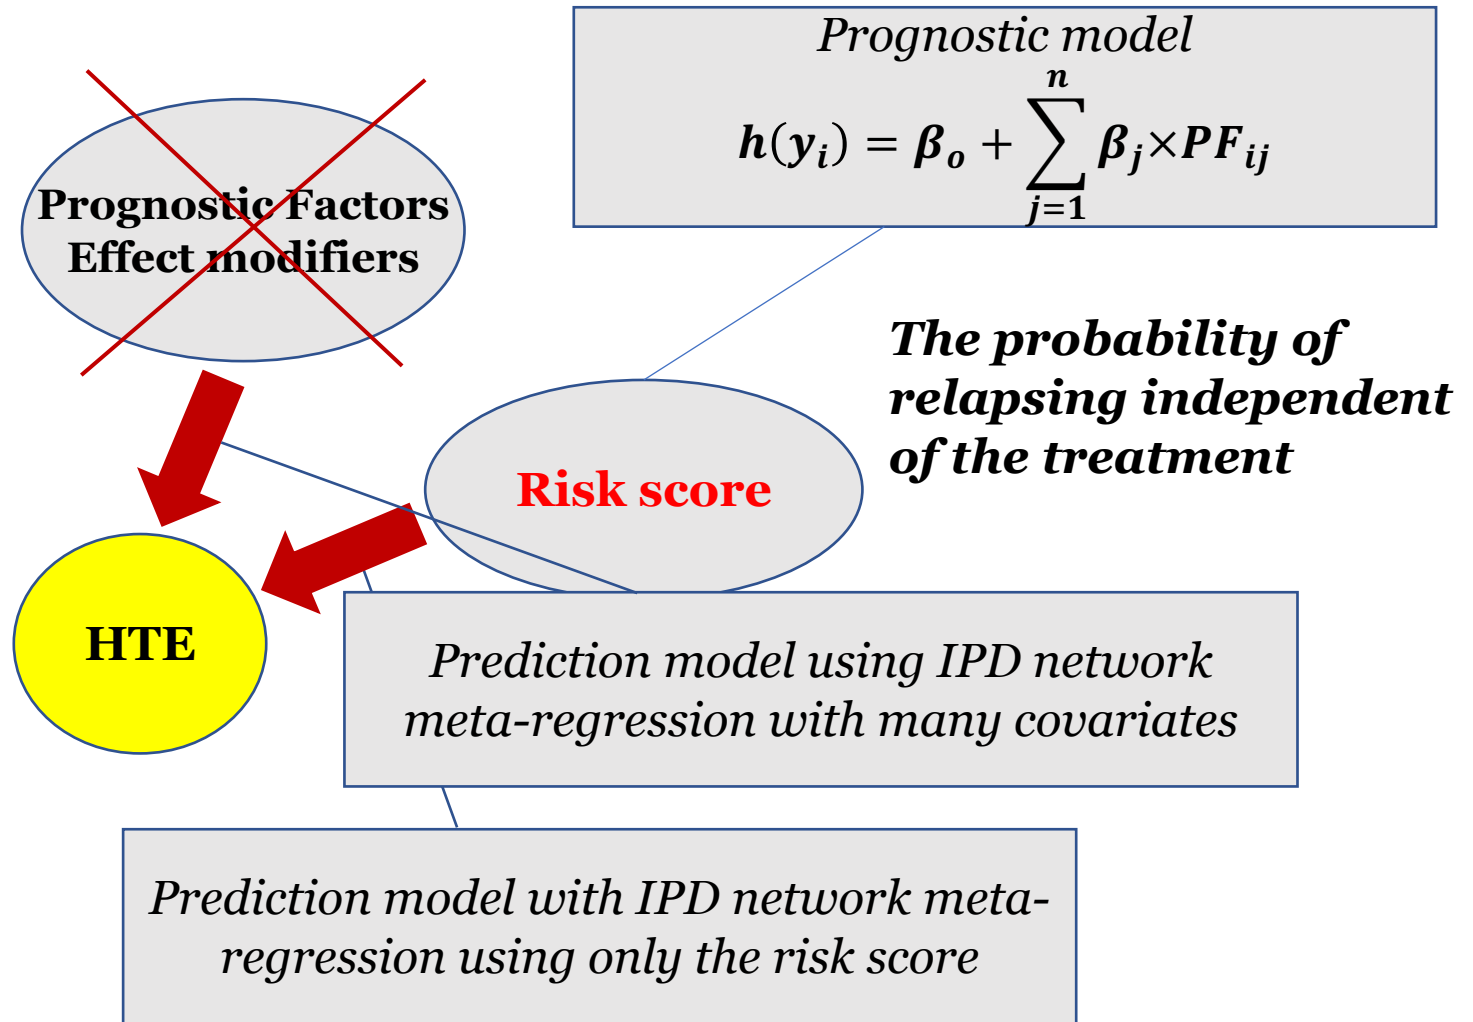 Prognostic model
n
h(yᵢ) = βₒ + ∑ βⱼ×PFᵢⱼ
j=1
Prognostic Factors
Effect modifiers
The probability of
relapsing independent
of the treatment
Risk score
HTE
Prediction model using IPD network
meta-regression with many covariates
Prediction model with IPD network meta-
regression using only the risk score